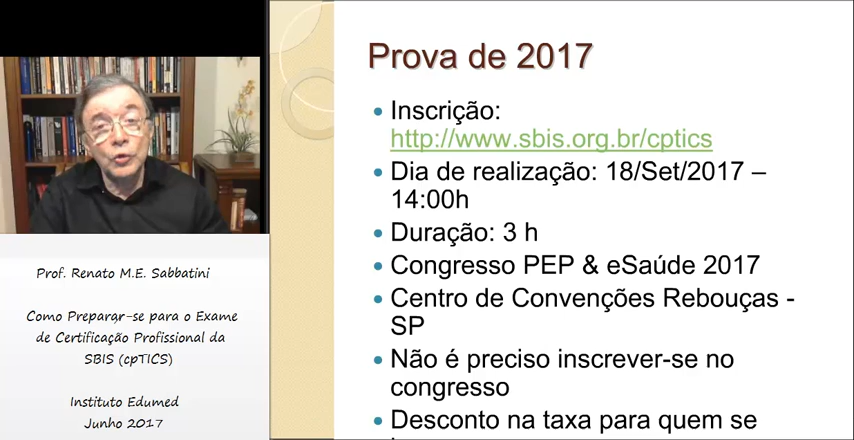 Prova de 2017
Inscrição:
http://www.sbis.org.br/cptics
Dia de realização: 18/Set/2017 –
14:00h
Duração: 3 h
Congresso PEP & eSaúde 2017
Centro de Convenções Rebouças -
SP
Não é preciso inscrever-se no
congresso
Desconto na taxa para quem se
Prof. Renato M.E. Sabbatini
Como Preparar-se para o Exame
de Certificação Profissional da
SBIS (cpTICS)
Instituto Edumed
Junho 2017